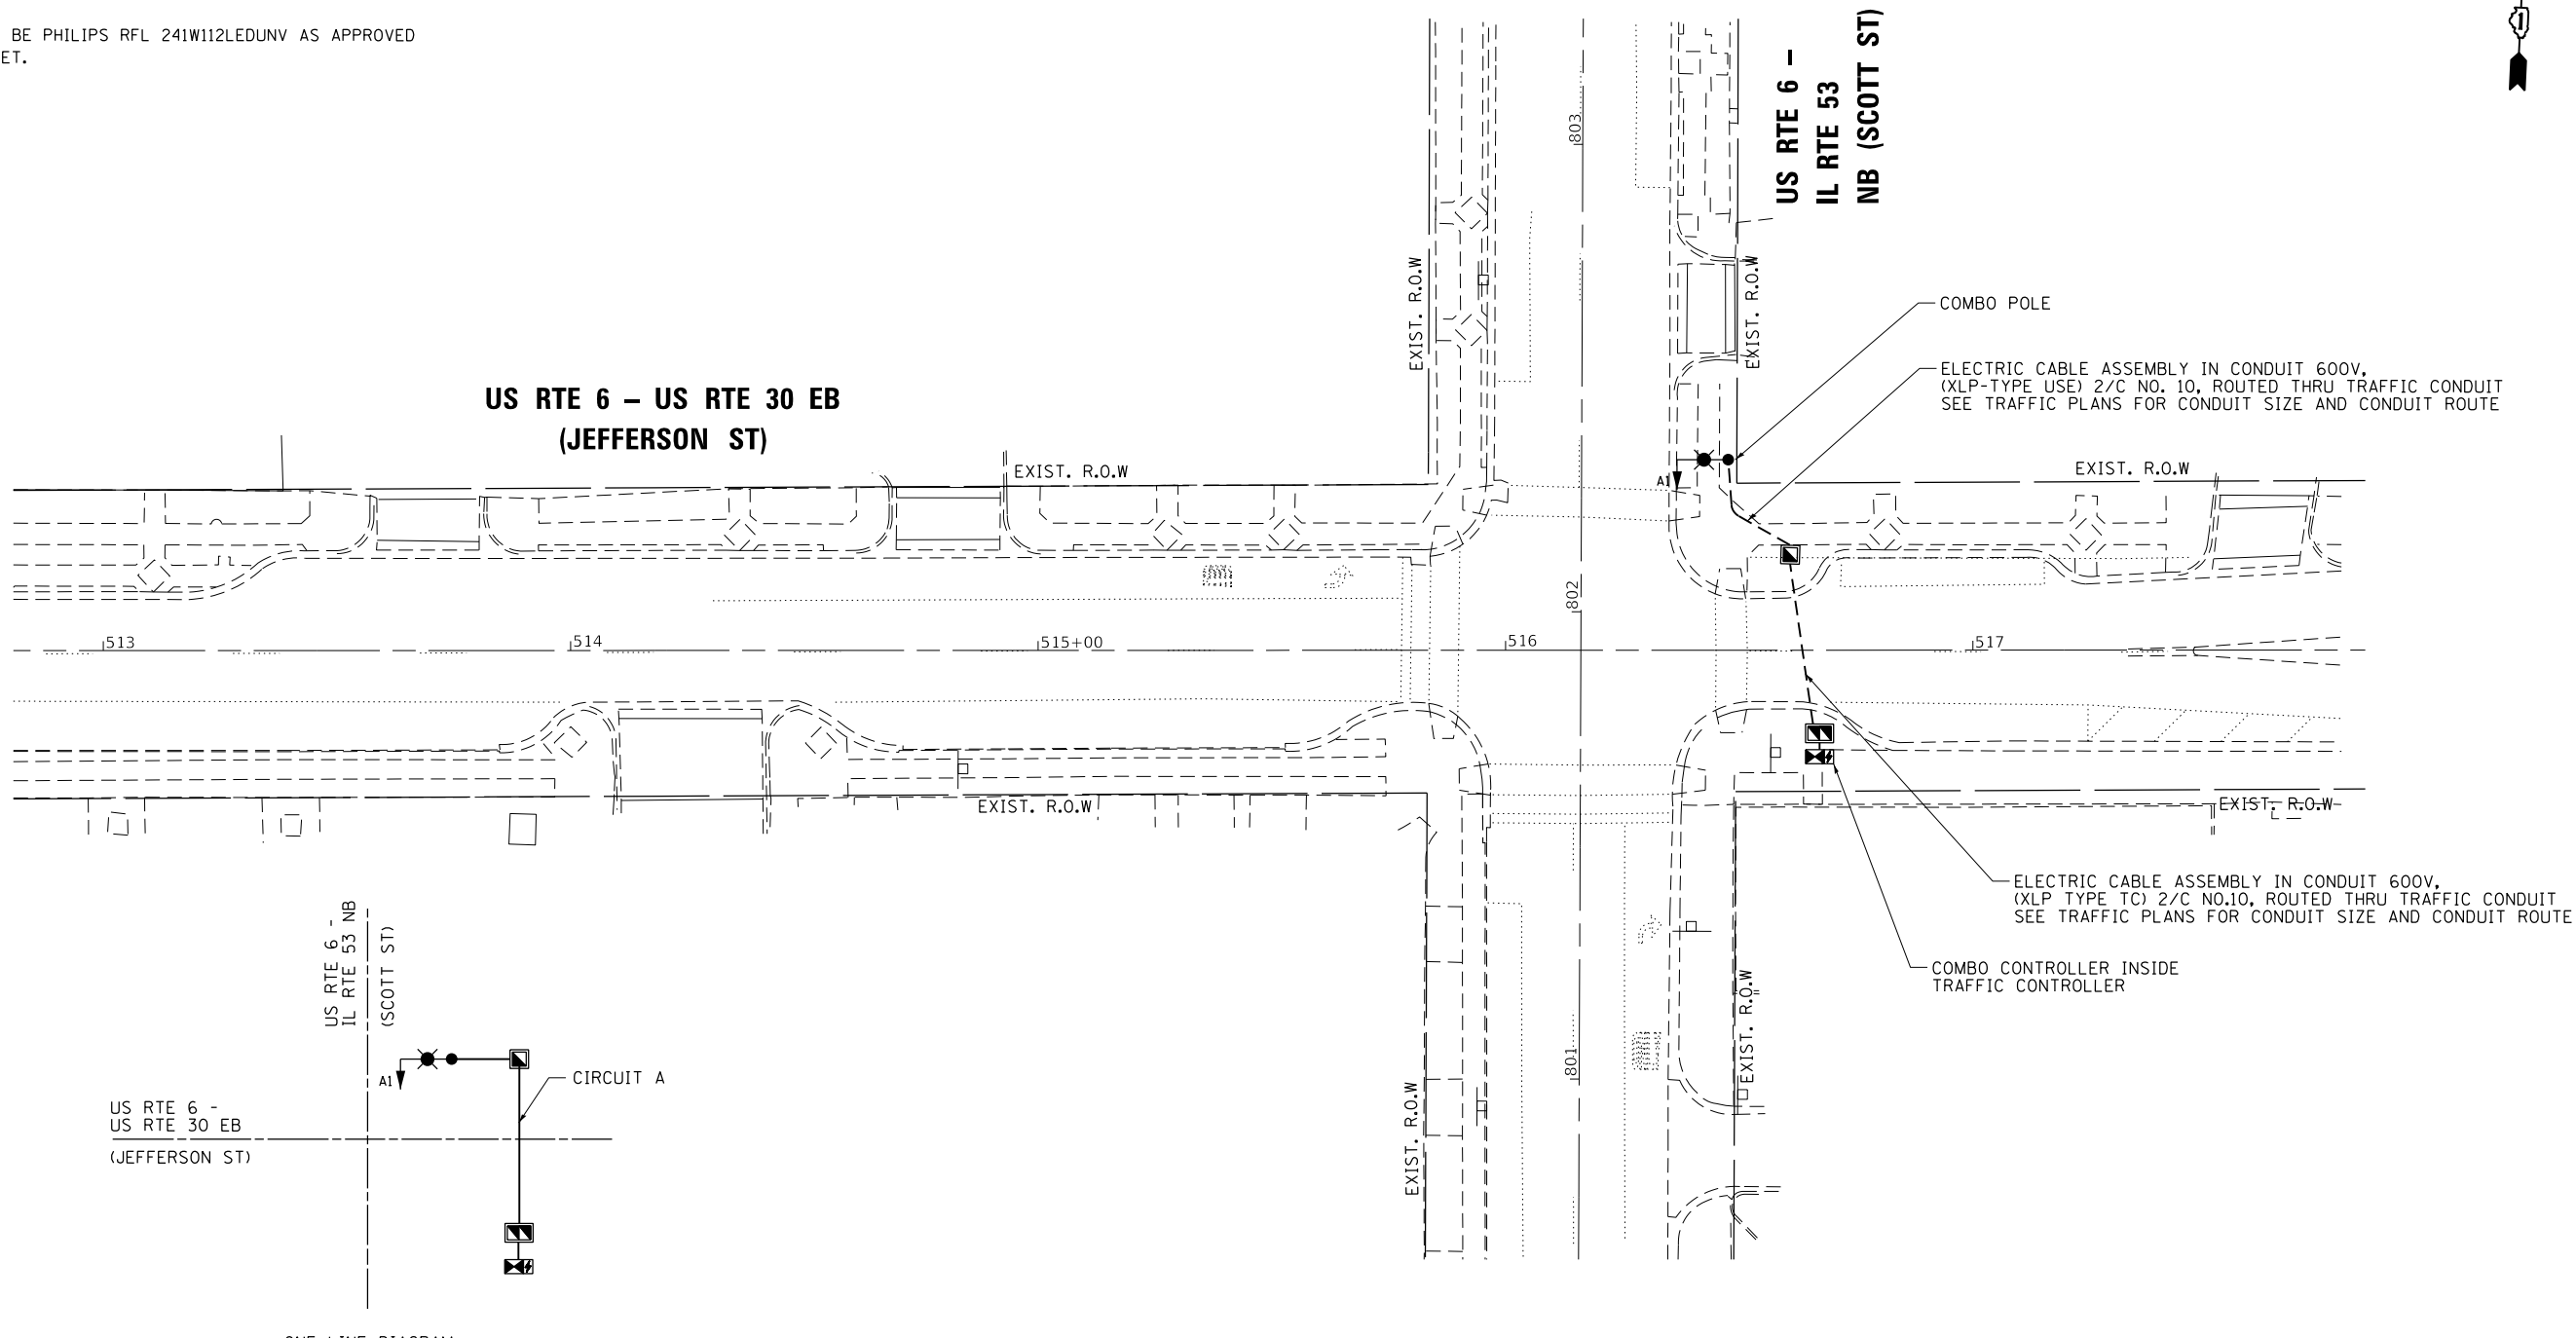 BE PHILIPS RFL 241W112LEDUNV AS APPROVED
ET.
1
US RTE 6 -
IL RTE 53
NB (SCOTT ST)
803
EXIST. R.O.W
EXIST. R.O.W
COMBO POLE
ELECTRIC CABLE ASSEMBLY IN CONDUIT 600V,
(XLP-TYPE USE) 2/C NO. 10, ROUTED THRU TRAFFIC CONDUIT
SEE TRAFFIC PLANS FOR CONDUIT SIZE AND CONDUIT ROUTE
US RTE 6 – US RTE 30 EB
(JEFFERSON ST)
EXIST. R.O.W
A1
EXIST. R.O.W
802
513
514
515+00
516
517
EXIST. R.O.W
EXIST. R.O.W
ELECTRIC CABLE ASSEMBLY IN CONDUIT 600V,
(XLP TYPE TC) 2/C NO.10, ROUTED THRU TRAFFIC CONDUIT
SEE TRAFFIC PLANS FOR CONDUIT SIZE AND CONDUIT ROUTE
COMBO CONTROLLER INSIDE
TRAFFIC CONTROLLER
EXIST. R.O.W
801
EXIST. R.O.W
US RTE 6 -
IL RTE 53 NB
(SCOTT ST)
A1
CIRCUIT A
US RTE 6 -
US RTE 30 EB
(JEFFERSON ST)
ONE LINE DIAGRAM